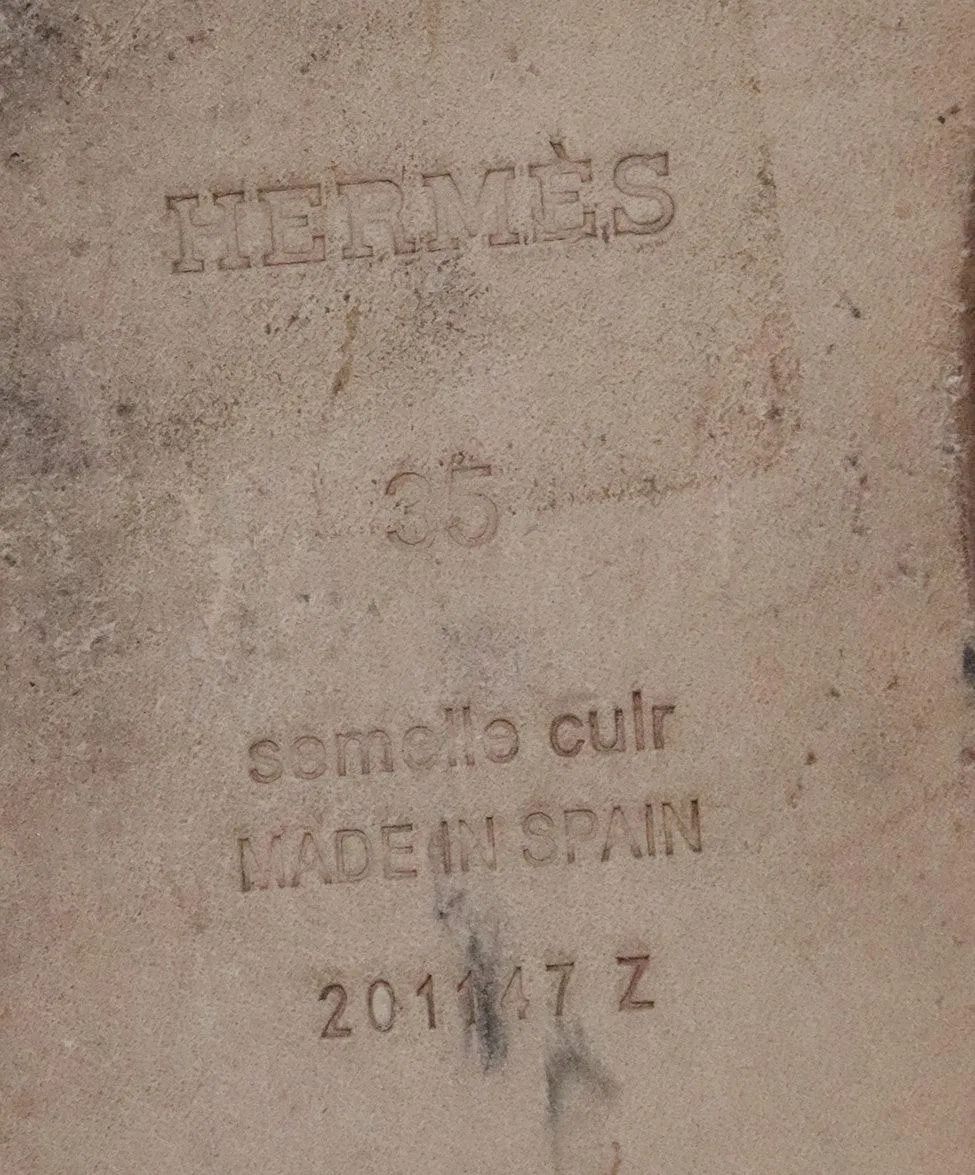 HERMÈS
35
semelle cuir
MADE IN SPAIN
201147 Z